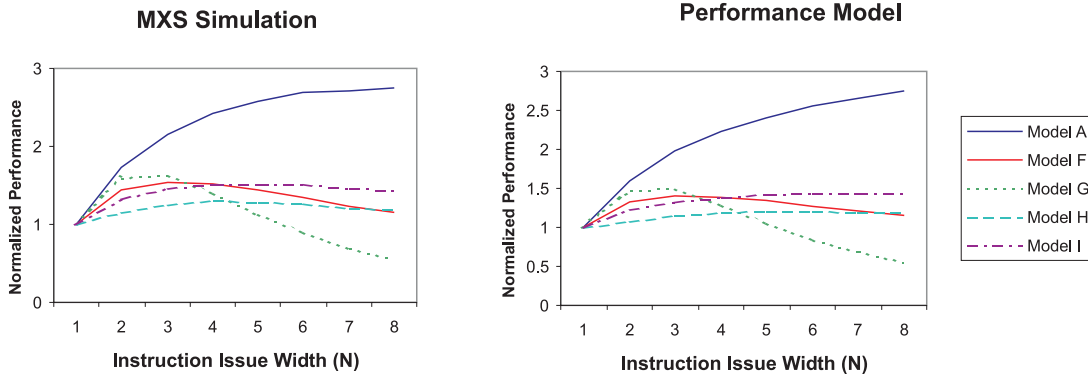 MXS Simulation
Normalized Performance
3
2
1
0
1 2 3 4 5 6 7 8
Instruction Issue Width (N)
Performance Model
Normalized Performance
3
2.5
2
1.5
1
0.5
0
1 2 3 4 5 6 7 8
Instruction Issue Width (N)
Model A
Model F
Model G
Model H
Model I